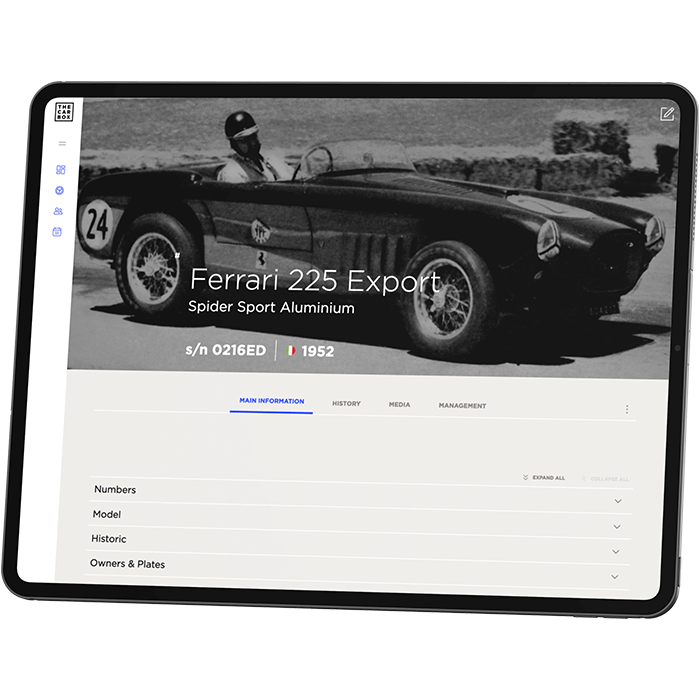 THE
CAR
BOX
24
Ferrari 225 Export
Spider Sport Aluminium
s/n 0216ED
1952
MAIN INFORMATION
HISTORY
MEDIA
MANAGEMENT
EXPAND ALL
COLLAPSE ALL
Numbers
Model
Historic
Owners & Plates